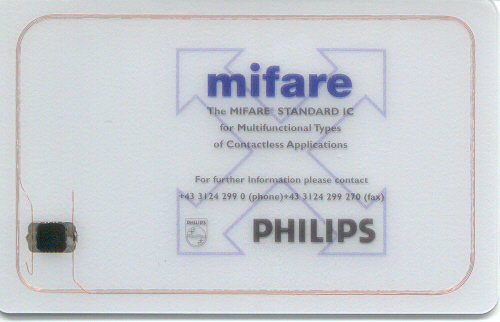 mifare
The MIFARE® STANDARD IC
for Multifunctional Types
of Contactless Applications
For further Information please contact
+43 3124 299 0 (phone)+43 3124 299 270 (fax)
PHILIPS
PHILIPS